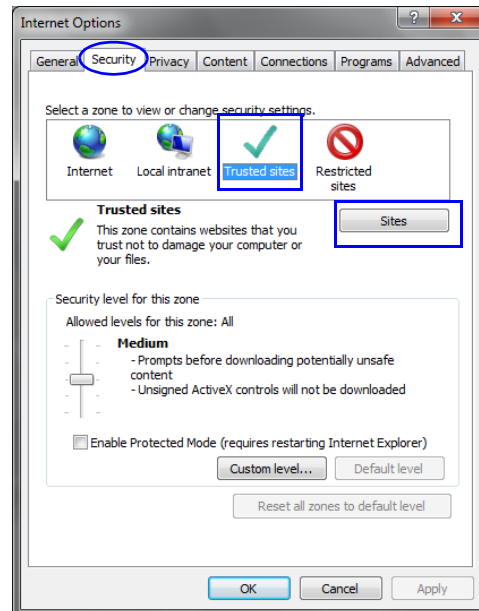 Internet Options
General Security Privacy Content Connections Programs Advanced
Select a zone to view or change security settings.
Internet Local intranet Trusted sites Restricted
sites
Trusted sites
Sites
This zone contains websites that you
trust not to damage your computer or
your files.
Security level for this zone
Allowed levels for this zone: All
Medium
- Prompts before downloading potentially unsafe
content
- Unsigned ActiveX controls will not be downloaded
Enable Protected Mode (requires restarting Internet Explorer)
Custom level... Default level
Reset all zones to default level
OK Cancel Apply